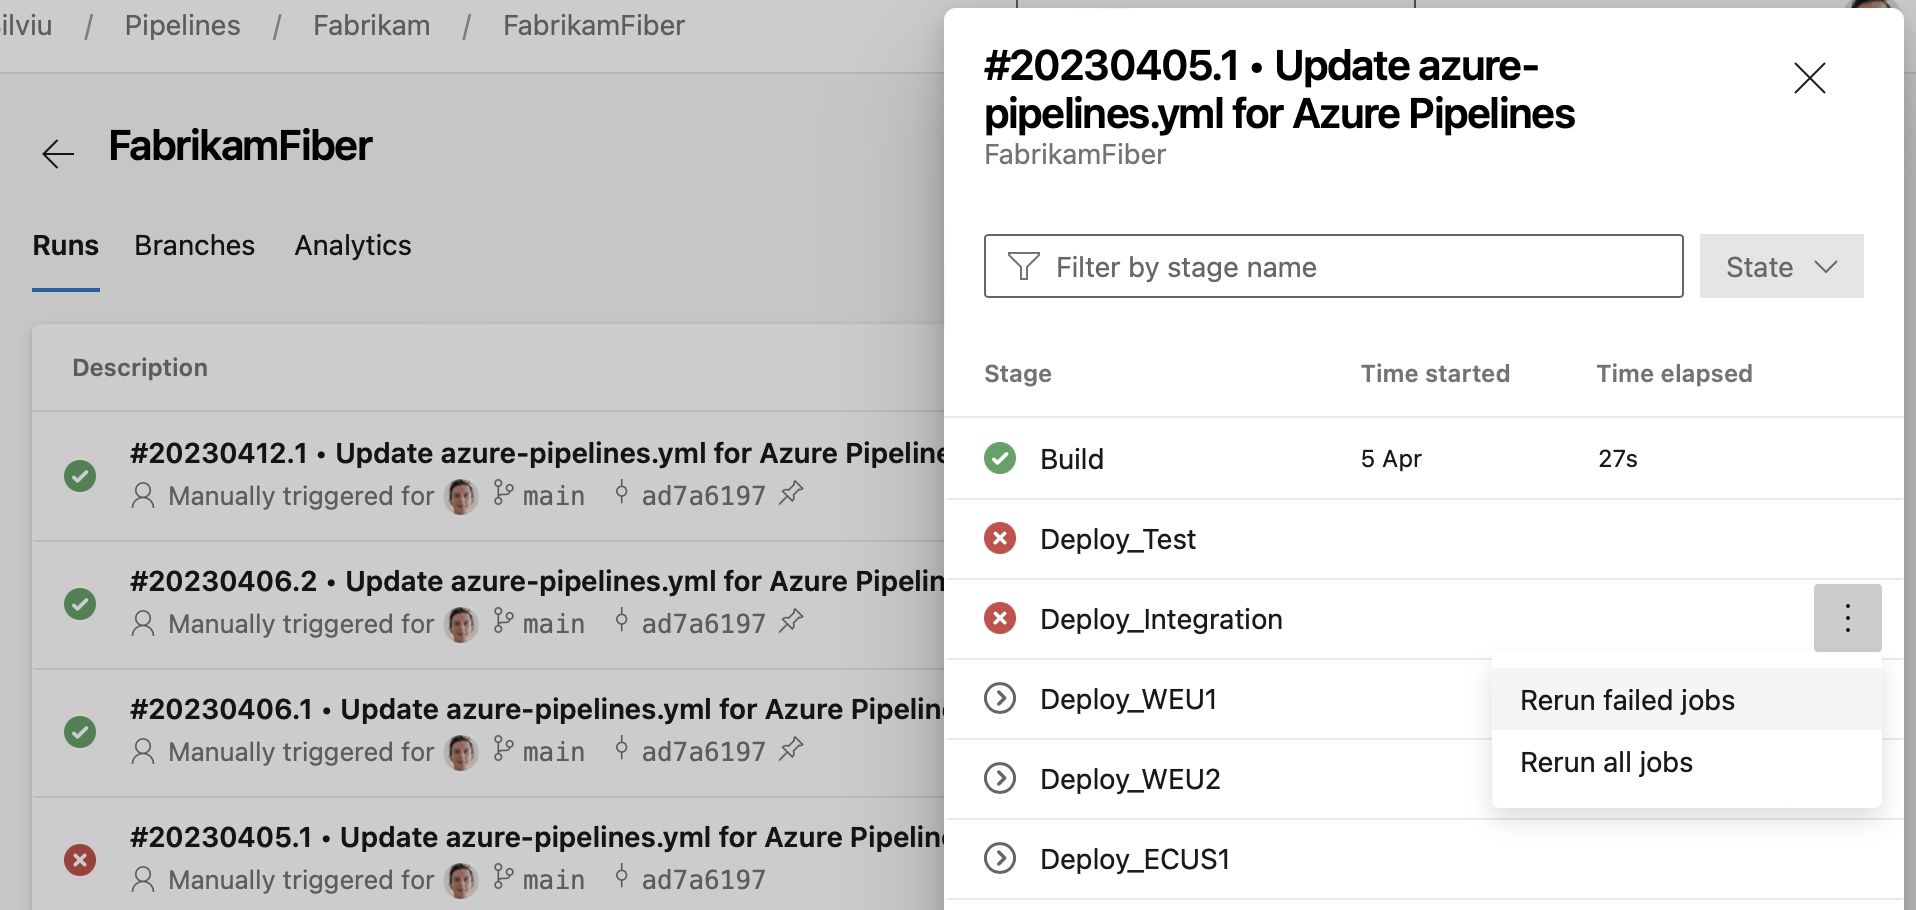 ilviu / Pipelines / Fabrikam / FabrikamFiber
FabrikamFiber
Runs Branches Analytics
Description
#20230412.1 • Update azure-pipelines.yml for Azure Pipeline
Manually triggered for main ad7a6197
#20230406.2 • Update azure-pipelines.yml for Azure Pipelin
Manually triggered for main ad7a6197
#20230406.1 • Update azure-pipelines.yml for Azure Pipelin
Manually triggered for main ad7a6197
#20230405.1 • Update azure-pipelines.yml for Azure Pipelin
Manually triggered for main ad7a6197
#20230405.1 • Update azure-
pipelines.yml for Azure Pipelines
FabrikamFiber
Filter by stage name State
Stage Time started Time elapsed
Build 5 Apr 27s
Deploy_Test
Deploy_Integration
Deploy_WEU1
Rerun failed jobs
Rerun all jobs
Deploy_WEU2
Deploy_ECUS1